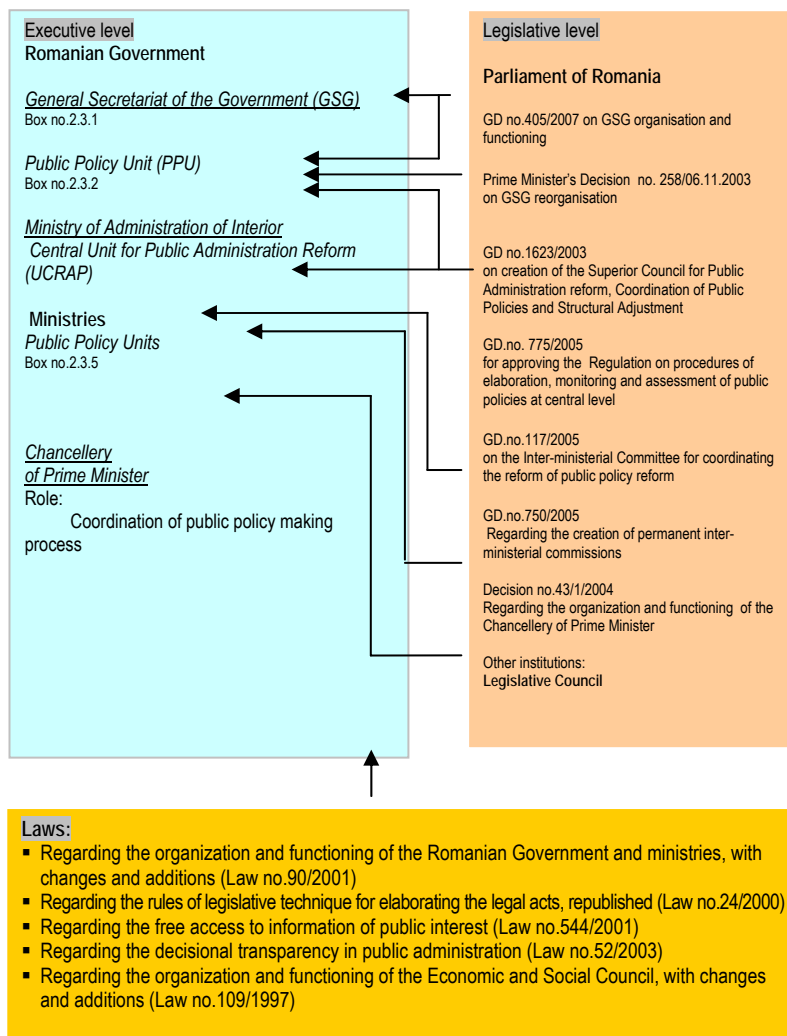 Executive level
Romanian Government
General Secretariat of the Government (GSG)
Box no.2.3.1
Public Policy Unit (PPU)
Box no.2.3.2
Ministry of Administration of Interior
Central Unit for Public Administration Reform
(UCRAP)
Ministries
Public Policy Units
Box no.2.3.5
Chancellery
of Prime Minister
Role:
Coordination of public policy making
process
Legislative level
Parliament of Romania
GD no.405/2007 on GSG organisation and
functioning
Prime Minister's Decision no. 258/06.11.2003
on GSG reorganisation
GD no.1623/2003
on creation of the Superior Council for Public
Administration reform, Coordination of Public
Policies and Structural Adjustment
GD.no. 775/2005
for approving the Regulation on procedures of
elaboration, monitoring and assessment of public
policies at central level
GD.no.117/2005
on the Inter-ministerial Committee for coordinating
the reform of public policy reform
GD.no.750/2005
Regarding the creation of permanent inter-
ministerial commissions
Decision no.43/1/2004
Regarding the organization and functioning of the
Chancellery of Prime Minister
Other institutions:
Legislative Council
Laws:
▪ Regarding the organization and functioning of the Romanian Government and ministries, with
changes and additions (Law no.90/2001)
▪ Regarding the rules of legislative technique for elaborating the legal acts, republished (Law no.24/2000)
▪ Regarding the free access to information of public interest (Law no.544/2001)
▪ Regarding the decisional transparency in public administration (Law no.52/2003)
▪ Regarding the organization and functioning of the Economic and Social Council, with changes
and additions (Law no.109/1997)